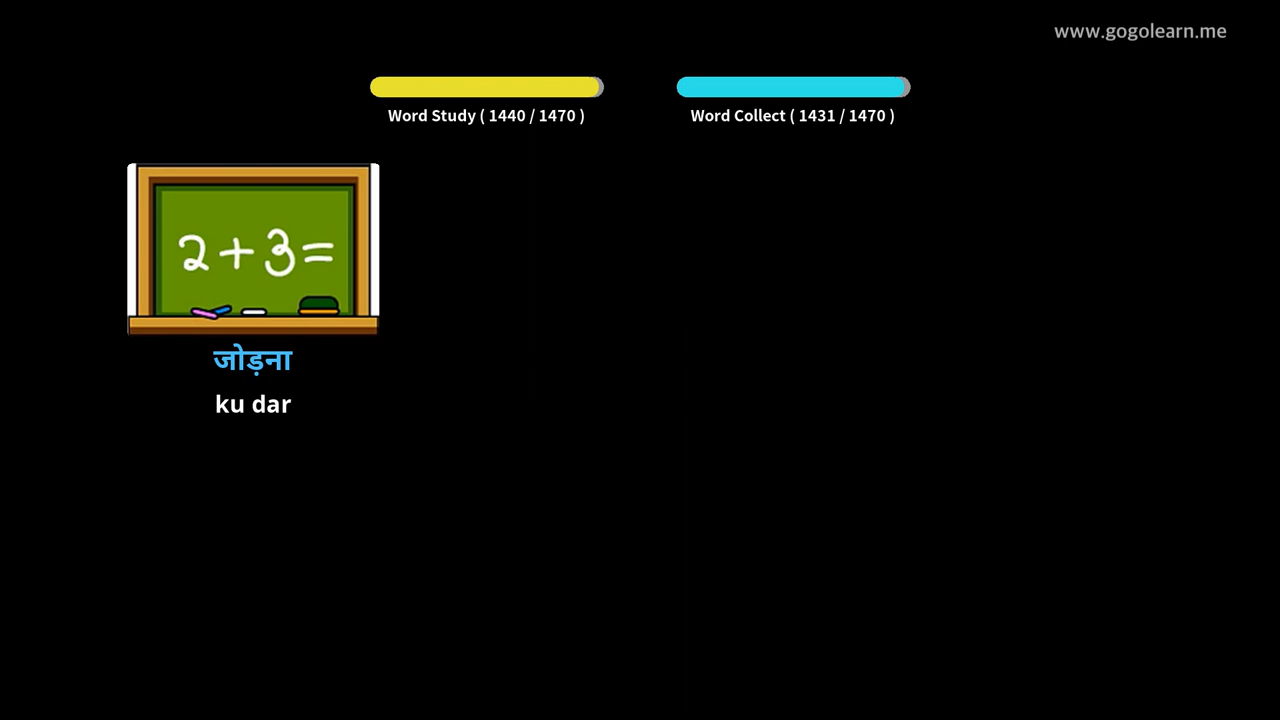 www.gogolearn.me
Word Study ( 1440 / 1470 )
Word Collect ( 1431 / 1470 )
2+3=
जोड़ना
ku dar